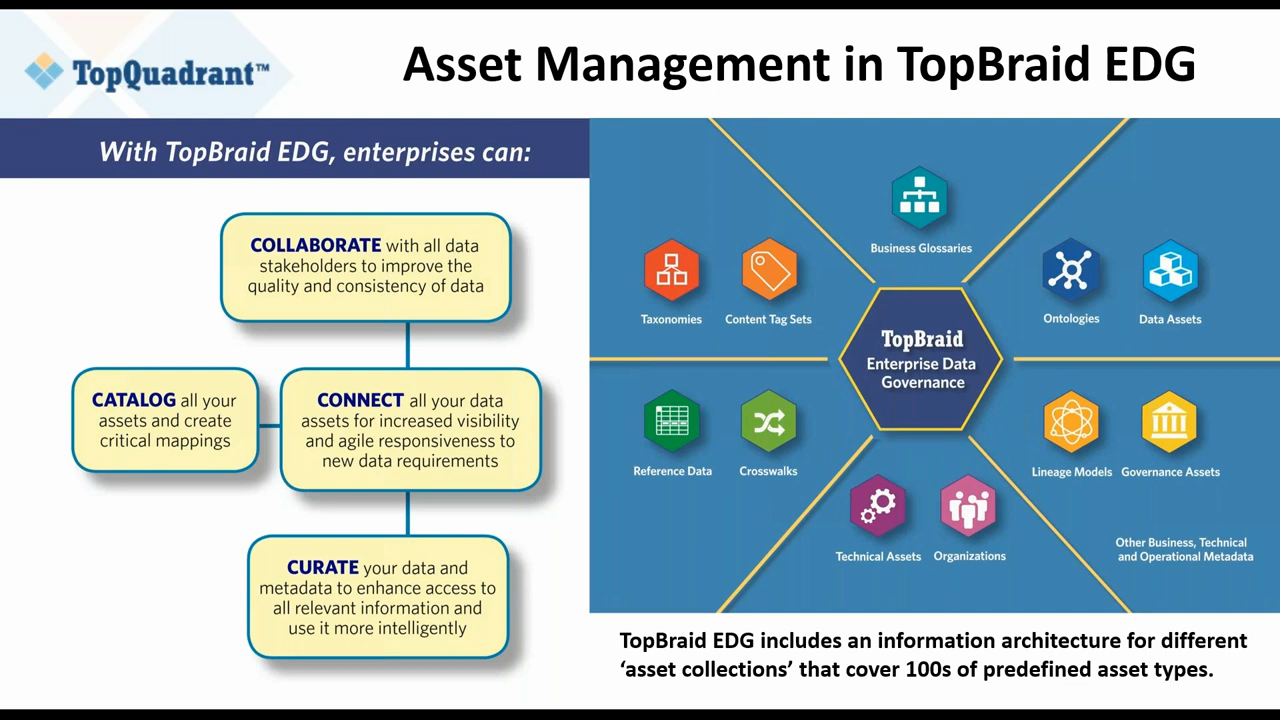 TopQuadrant™
Asset Management in TopBraid EDG
With TopBraid EDG, enterprises can:
COLLABORATE with all data
stakeholders to improve the
quality and consistency of data
CATALOG all your
assets and create
critical mappings
CONNECT all your data
assets for increased visibility
and agile responsiveness to
new data requirements
CURATE your data and
metadata to enhance access to
all relevant information and
use it more intelligently
Business Glossaries
Taxonomies
Content Tag Sets
Ontologies
Data Assets
TopBraid
Enterprise Data
Governance
Reference Data
Crosswalks
Lineage Models
Governance Assets
Technical Assets
Organizations
Other Business, Technical
and Operational Metadata
TopBraid EDG includes an information architecture for different
‘asset collections’ that cover 100s of predefined asset types.